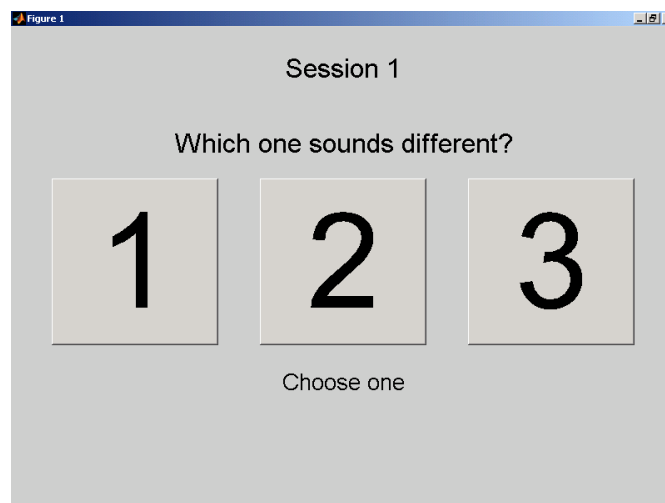 Figure 1
Session 1
Which one sounds different?
1 2 3
Choose one